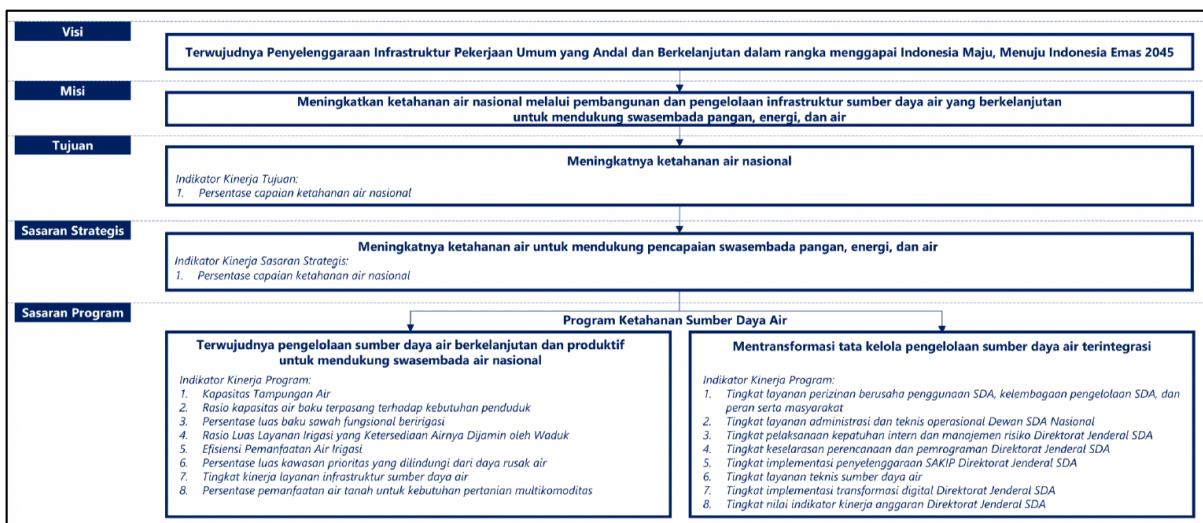 Visi
Terwujudnya Penyelenggaraan Infrastruktur Pekerjaan Umum yang Andal dan Berkelanjutan dalam rangka menggapai Indonesia Maju, Menuju Indonesia Emas 2045
Misi
Meningkatkan ketahanan air nasional melalui pembangunan dan pengelolaan infrastruktur sumber daya air yang berkelanjutan
untuk mendukung swasembada pangan, energi, dan air
Tujuan
Meningkatnya ketahanan air nasional
Indikator Kinerja Tujuan:
1. Persentase capaian ketahanan air nasional
Sasaran Strategis
Meningkatnya ketahanan air untuk mendukung pencapaian swasembada pangan, energi, dan air
Indikator Kinerja Sasaran Strategis:
1. Persentase capaian ketahanan air nasional
Sasaran Program
Program Ketahanan Sumber Daya Air
Terwujudnya pengelolaan sumber daya air berkelanjutan dan produktif
untuk mendukung swasembada air nasional
Indikator Kinerja Program:
1. Kapasitas Tampungan Air
2. Rasio kapasitas air baku terpasang terhadap kebutuhan penduduk
3. Persentase luas baku sawah fungsional beririgasi
4. Rasio Luas Layanan Irigasi yang Ketersediaan Airnya Dijamin oleh Waduk
5. Efisiensi Pemanfaatan Air Irigasi
6. Persentase luas kawasan prioritas yang dilindungi dari daya rusak air
7. Tingkat kinerja layanan infrastruktur sumber daya air
8. Persentase pemanfaatan air tanah untuk kebutuhan pertanian multikomoditas
Mentransformasi tata kelola pengelolaan sumber daya air terintegrasi
Indikator Kinerja Program:
1. Tingkat layanan perizinan berusaha penggunaan SDA, kelembagaan pengelolaan SDA, dan
peran serta masyarakat
2. Tingkat layanan administrasi dan teknis operasional Dewan SDA Nasional
3. Tingkat pelaksanaan kepatuhan intern dan manajemen risiko Direktorat Jenderal SDA
4. Tingkat keselarasan perencanaan dan pemrograman Direktorat Jenderal SDA
5. Tingkat implementasi penyelenggaraan SAKIP Direktorat Jenderal SDA
6. Tingkat layanan teknis sumber daya air
7. Tingkat implementasi transformasi digital Direktorat Jenderal SDA
8. Tingkat nilai indikator kinerja anggaran Direktorat Jenderal SDA